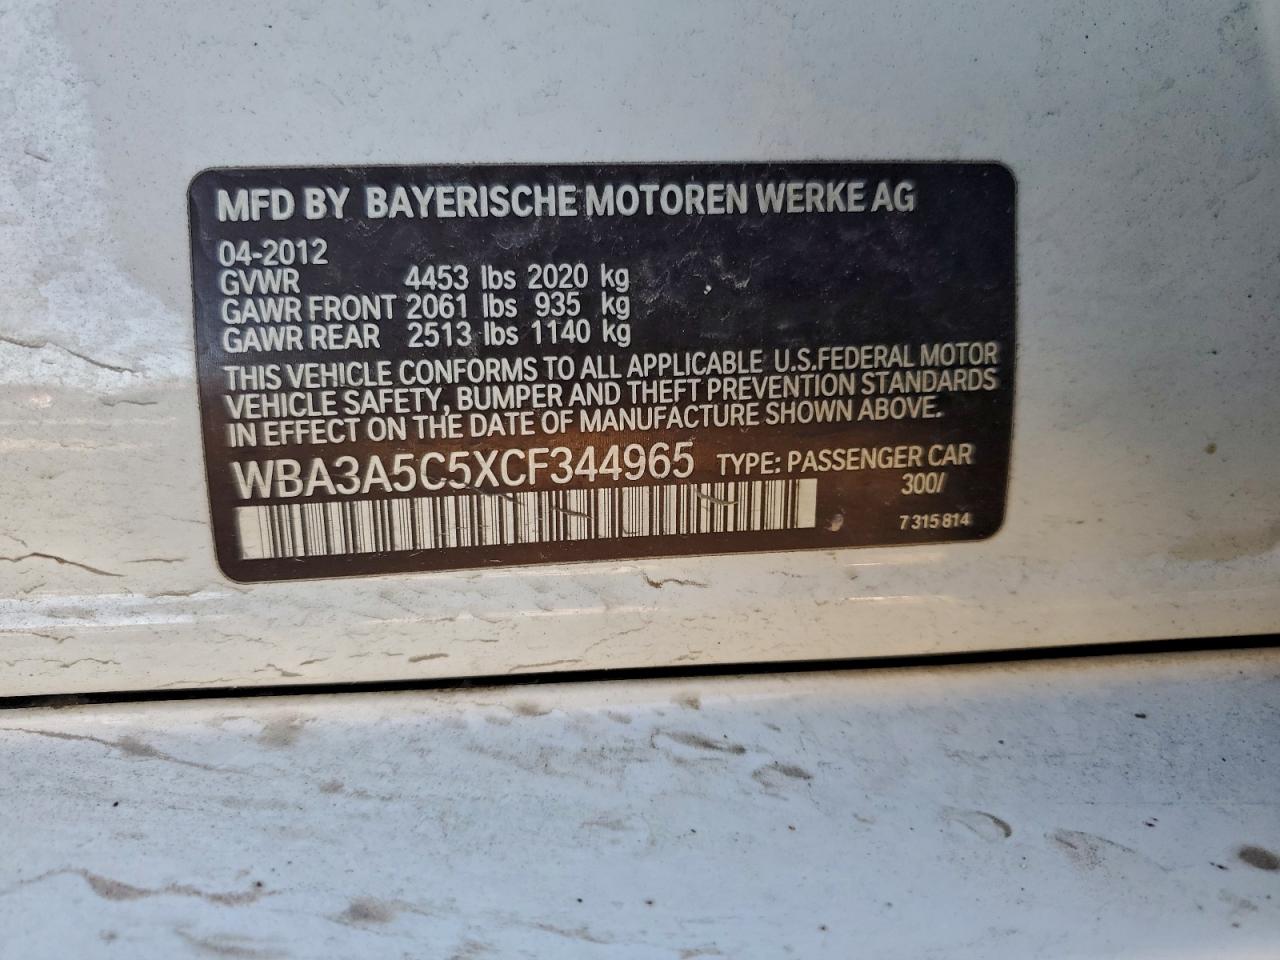 MFD BY BAYERISCHE MOTOREN WERKE AG
04-2012
GVWR 4453 lbs 2020 kg
GAWR FRONT 2061 lbs 935 kg
GAWR REAR 2513 lbs 1140 kg
THIS VEHICLE CONFORMS TO ALL APPLICABLE U.S.FEDERAL MOTOR
VEHICLE SAFETY, BUMPER AND THEFT PREVENTION STANDARDS
IN EFFECT ON THE DATE OF MANUFACTURE SHOWN ABOVE.
WBA3A5C5XCF344965 TYPE: PASSENGER CAR
300/
7 315 814